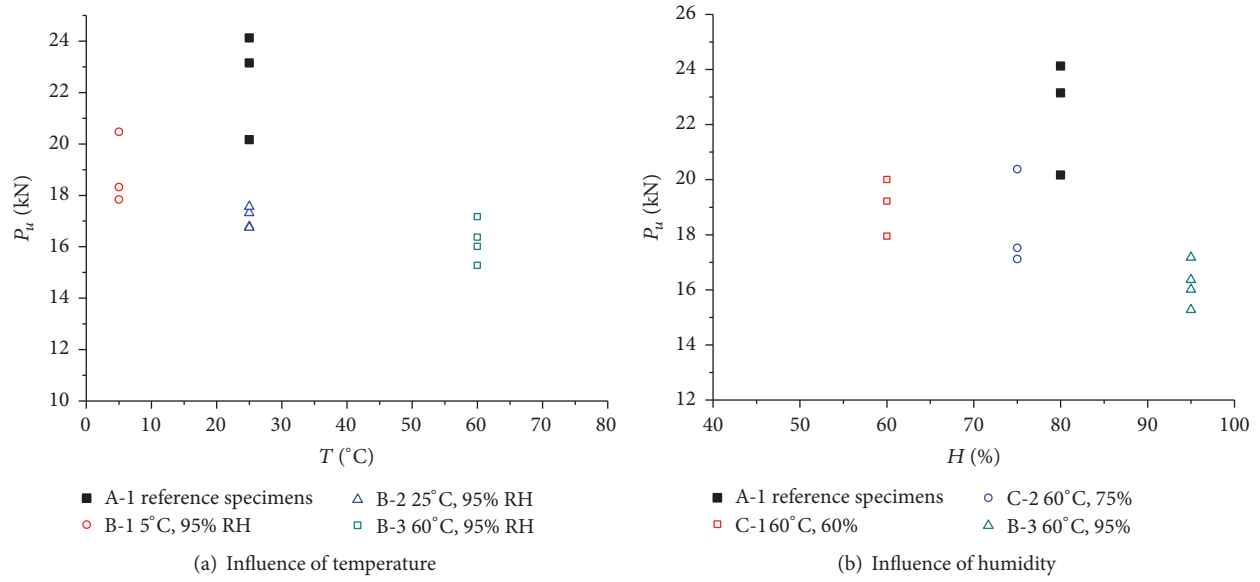 24
22
20
18
16
14
12
10
P_u (kN)
0 10 20 30 40 50 60 70 80
T (°C)
A-1 reference specimens
B-1 5°C, 95% RH
B-2 25°C, 95% RH
B-3 60°C, 95% RH
(a) Influence of temperature
26
24
22
20
18
16
14
12
P_u (kN)
40 50 60 70 80 90 100
H (%)
A-1 reference specimens
C-160°C, 60%
C-2 60°C, 75%
B-3 60°C, 95%
(b) Influence of humidity